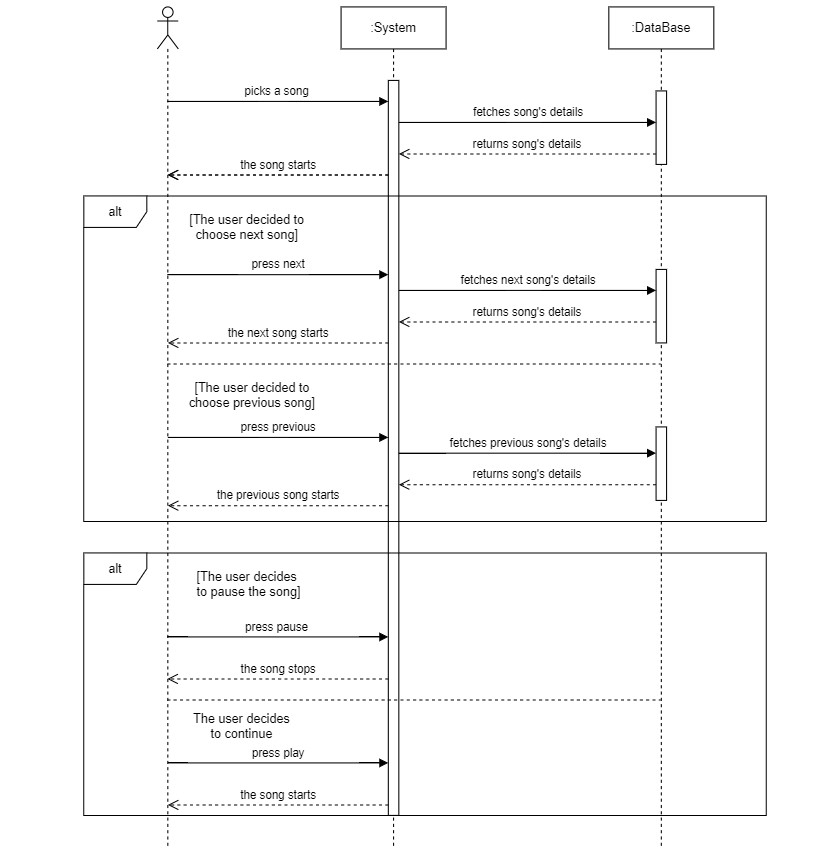 :System
:DataBase
picks a song
fetches song's details
returns song's details
the song starts
alt
[The user decided to
choose next song]
press next
fetches next song's details
returns song's details
the next song starts
[The user decided to
choose previous song]
press previous
fetches previous song's details
returns song's details
the previous song starts
alt
[The user decides
to pause the song]
press pause
the song stops
The user decides
to continue
press play
the song starts